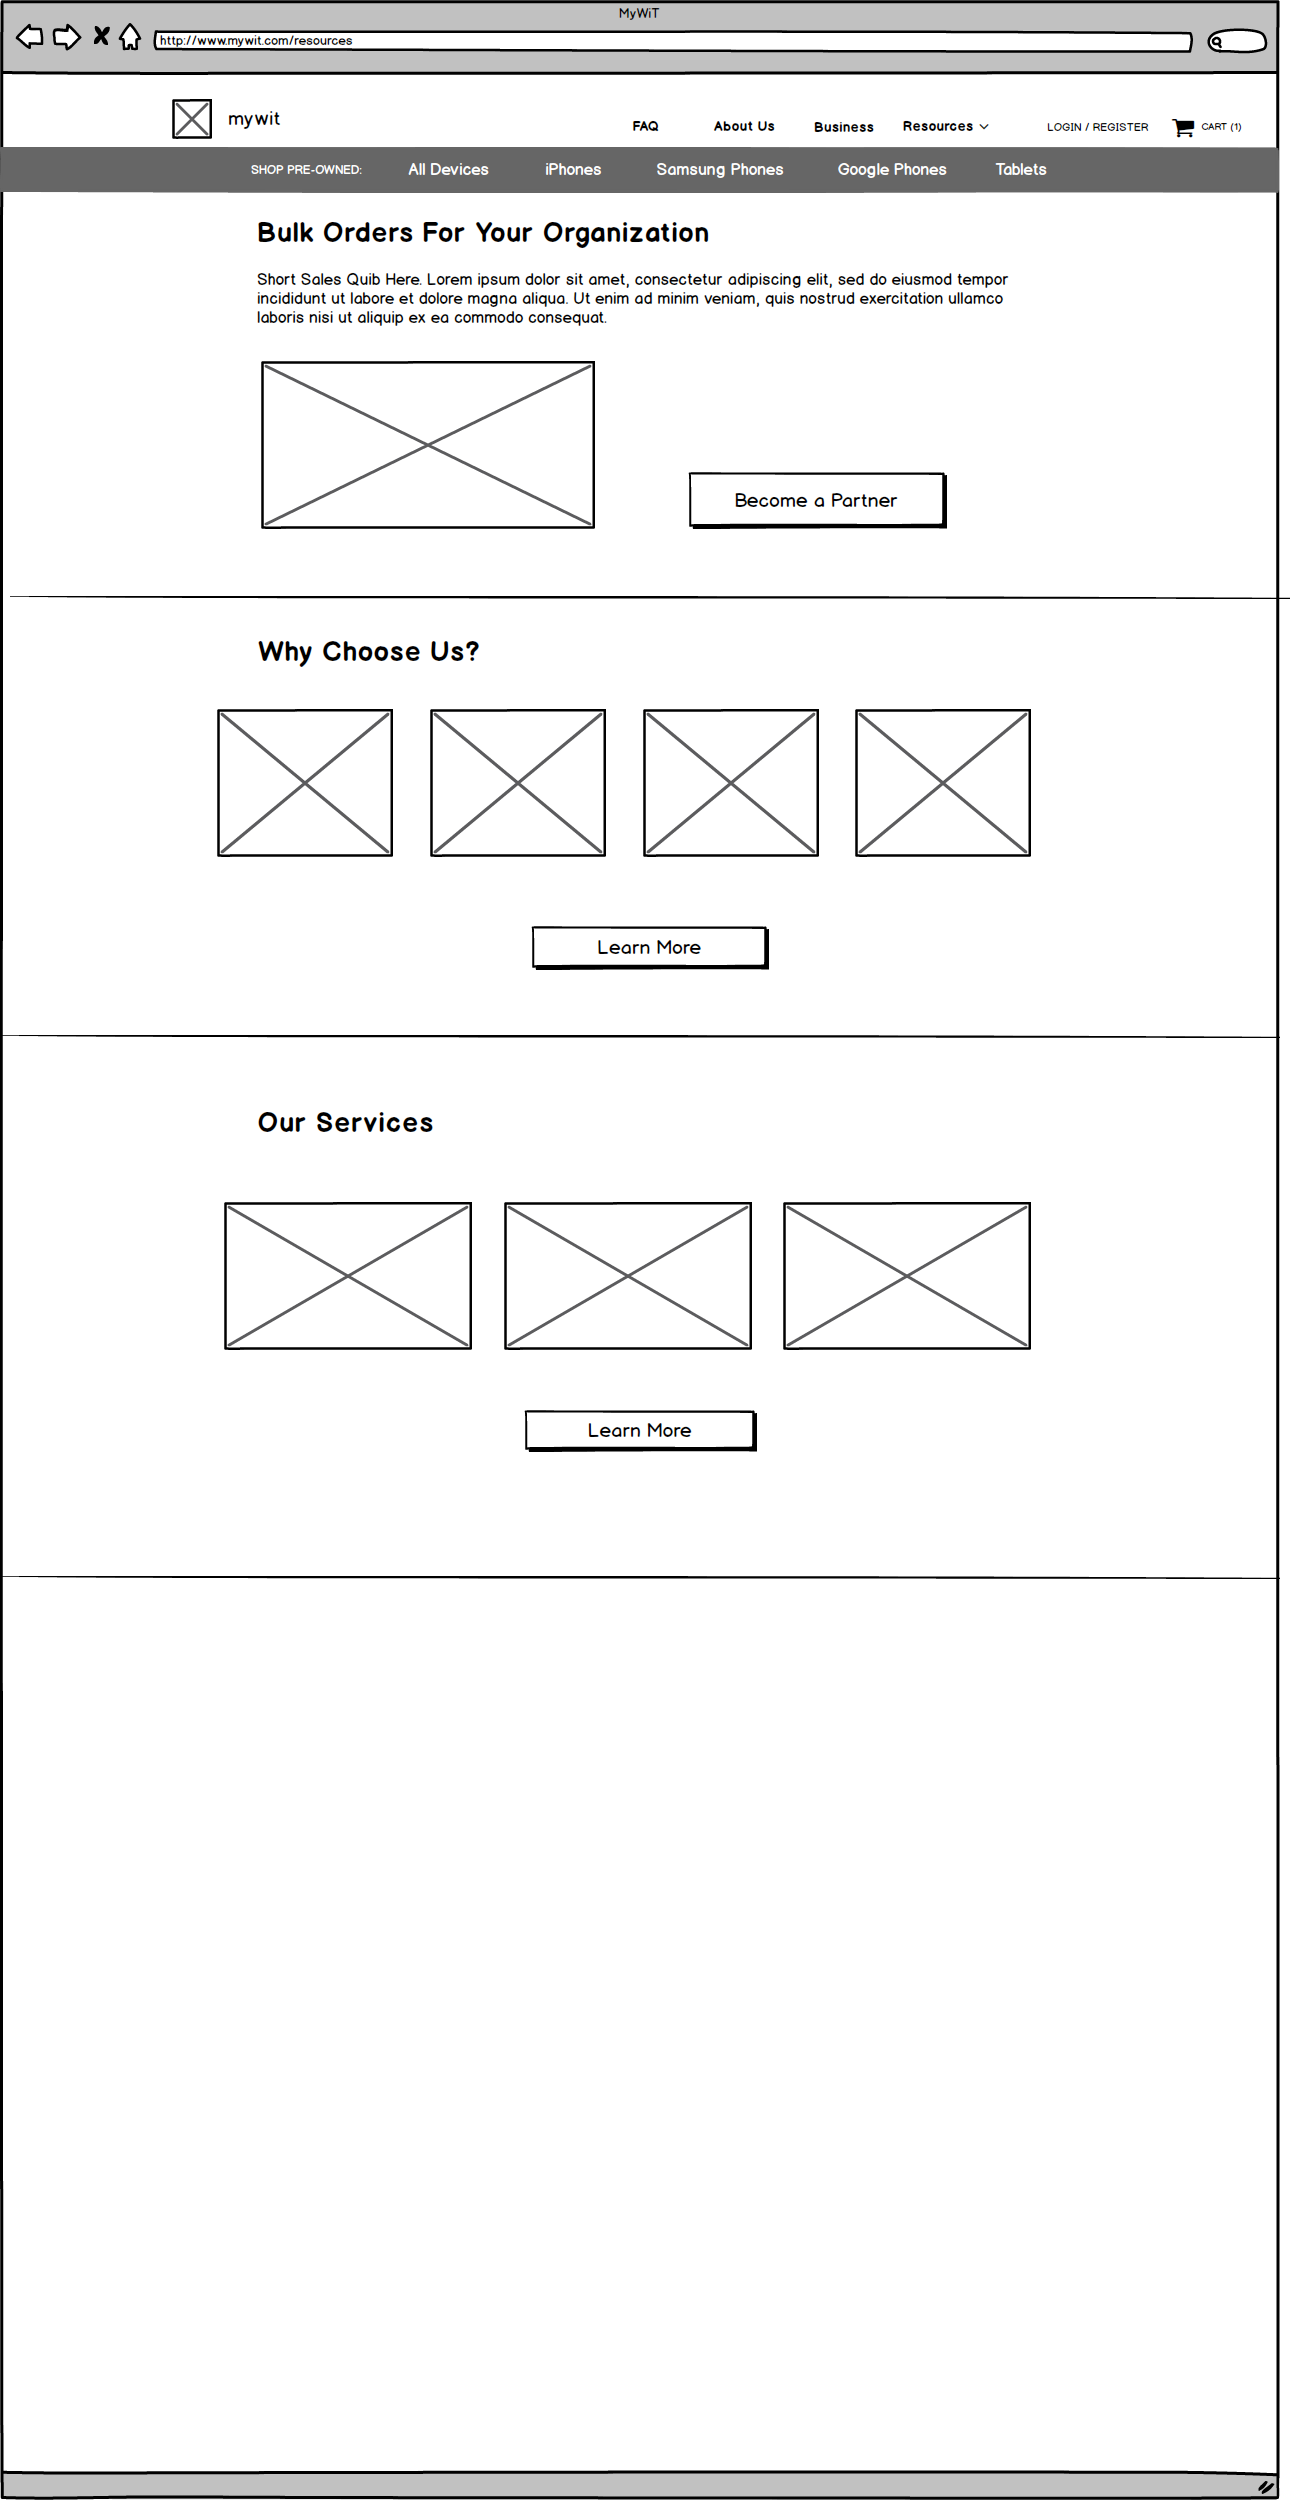 MyWiT
http://www.mywit.com/resources
mywit
FAQ About Us Business Resources LOGIN / REGISTER CART (1)
SHOP PRE-OWNED: All Devices iPhones Samsung Phones Google Phones Tablets
Bulk Orders For Your Organization
Short Sales Quib Here. Lorem ipsum dolor sit amet, consectetur adipiscing elit, sed do eiusmod tempor
incididunt ut labore et dolore magna aliqua. Ut enim ad minim veniam, quis nostrud exercitation ullamco
laboris nisi ut aliquip ex ea commodo consequat.
Become a Partner
Why Choose Us?
Learn More
Our Services
Learn More